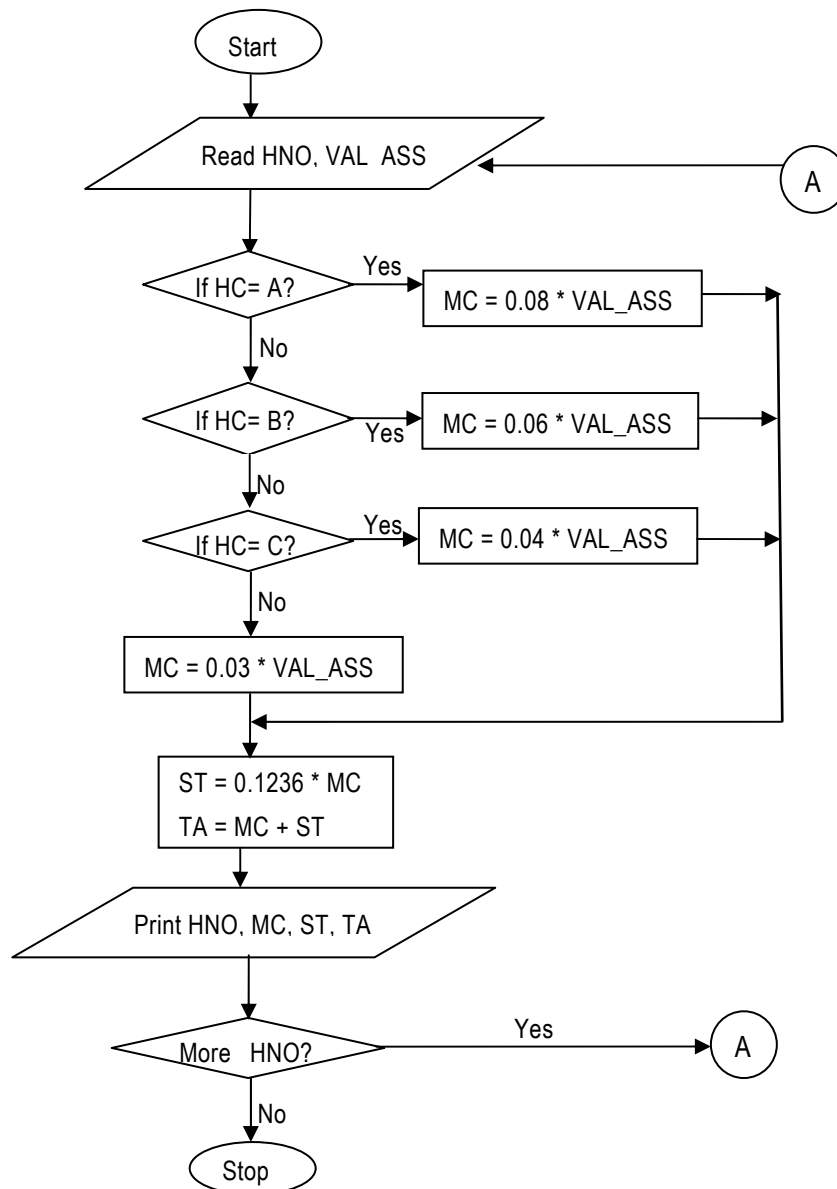 Start
Read HNO, VAL ASS
A
If HC= A?
Yes
MC = 0.08 * VAL_ASS
No
If HC= B?
Yes
MC = 0.06 * VAL_ASS
No
If HC= C?
Yes
MC = 0.04 * VAL_ASS
No
MC = 0.03 * VAL_ASS
ST = 0.1236 * MC
TA = MC + ST
Print HNO, MC, ST, TA
More HNO?
Yes
A
No
Stop